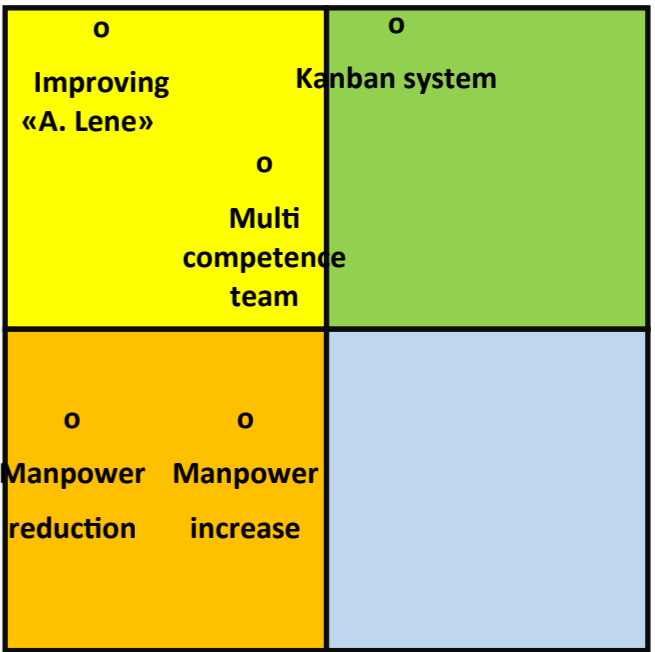 o
Improving
«A. Lene»
o
Kanban system
o
Multi
competence
team
o
Manpower
reduction
o
Manpower
increase